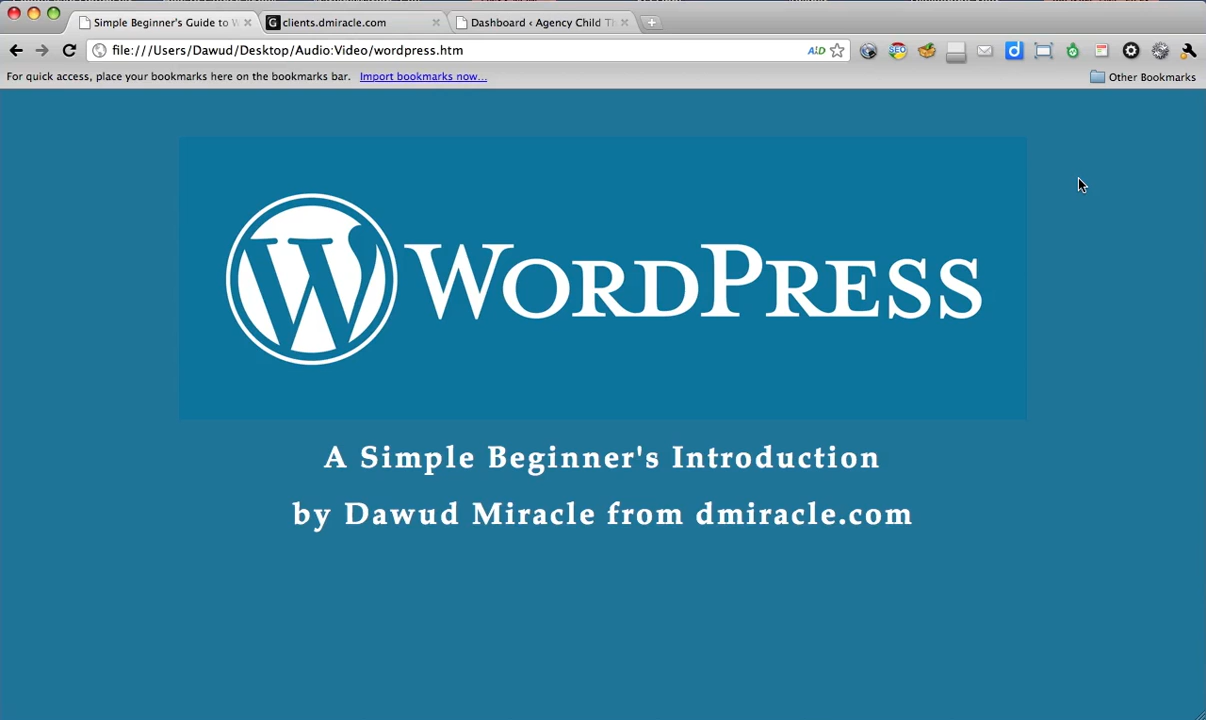 Simple Beginner's Guide to W
clients.dmiracle.com
Dashboard ‹ Agency Child Th
file:///Users/Dawud/Desktop/Audio:Video/wordpress.htm
For quick access, place your bookmarks here on the bookmarks bar. Import bookmarks now...
Other Bookmarks
WORDPRESS
A Simple Beginner's Introduction
by Dawud Miracle from dmiracle.com